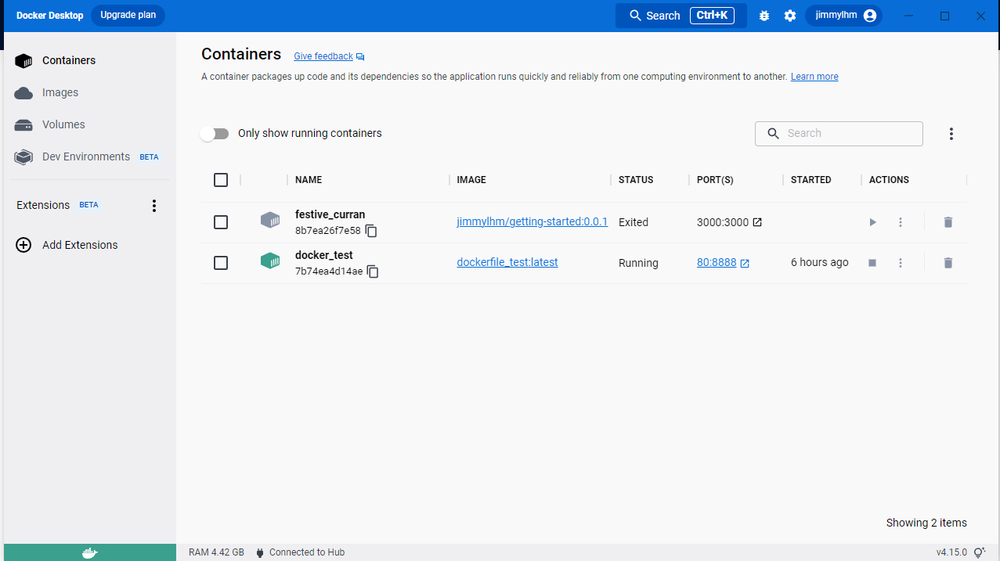 Docker Desktop Upgrade plan Search Ctrl+K jimmylhm
Containers
Images
Volumes
Dev Environments BETA
Extensions BETA
Add Extensions
Containers Give feedback
A container packages up code and its dependencies so the application runs quickly and reliably from one computing environment to another. Learn more
Only show running containers Search
NAME IMAGE STATUS PORT(S) STARTED ACTIONS
festive_curran jimmylhm/getting-started:0.0.1 Exited 3000:3000
8b7ea26f7e58
docker_test dockerfile_test:latest Running 80:8888 6 hours ago
7b74ea4d14ae
Showing 2 items
RAM 4.42 GB Connected to Hub v4.15.0